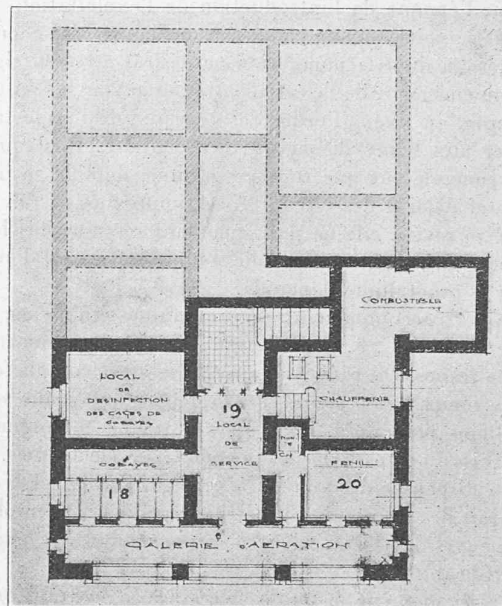 COMBUSTIBLE
LOCAL
DE
DESINFECTION
DES CAGES DE
COBAYES
19
LOCAL
DE
SERVICE
CHAUFFERIE
COBAYES
18
FENIL
20
GALERIE D'AERATION